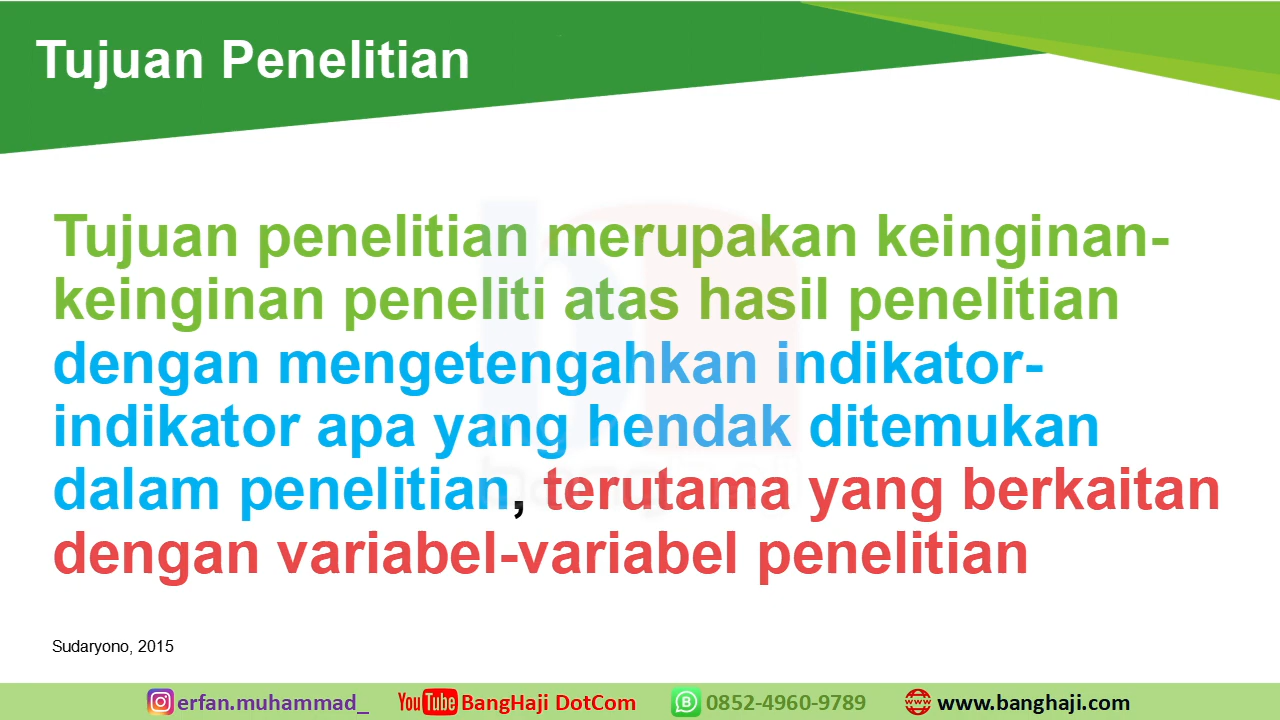 Tujuan Penelitian
Tujuan penelitian merupakan keinginan-
keinginan peneliti atas hasil penelitian
dengan mengetengahkan indikator-
indikator apa yang hendak ditemukan
dalam penelitian, terutama yang berkaitan
dengan variabel-variabel penelitian
Sudaryono, 2015
erfan.muhammad_ YouTube BangHaji DotCom 0852-4960-9789 www.banghaji.com